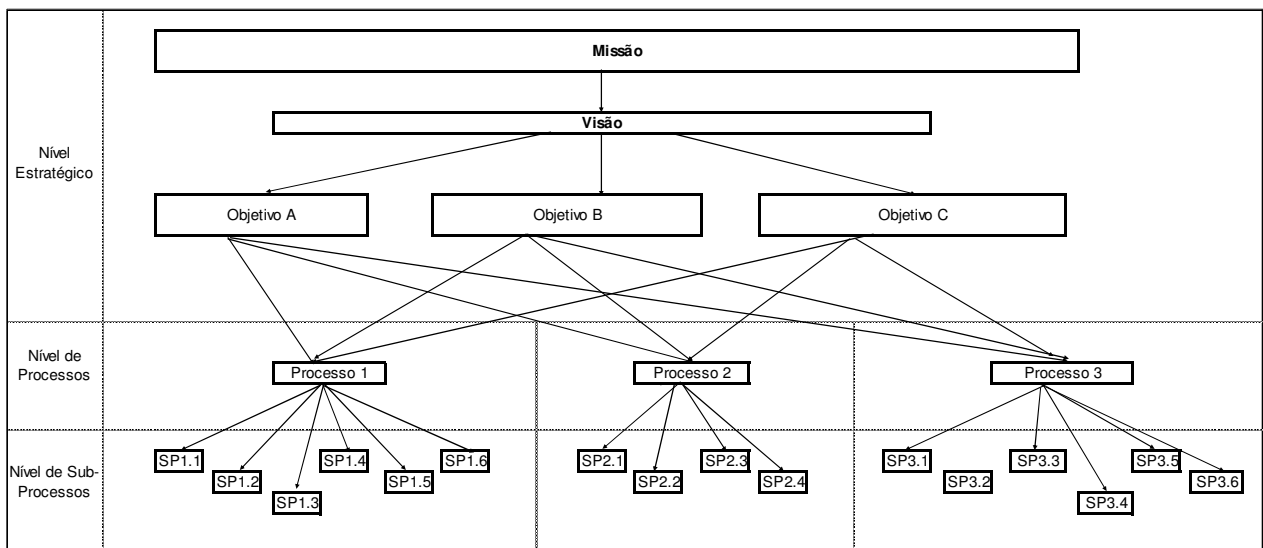 Missão
Visão
Nível
Estratégico
Objetivo A
Objetivo B
Objetivo C
Nível de
Processos
Processo 1
Processo 2
Processo 3
Nível de Sub-
Processos
SP1.1
SP1.2
SP1.3
SP1.4
SP1.5
SP1.6
SP2.1
SP2.2
SP2.3
SP2.4
SP3.1
SP3.2
SP3.3
SP3.4
SP3.5
SP3.6